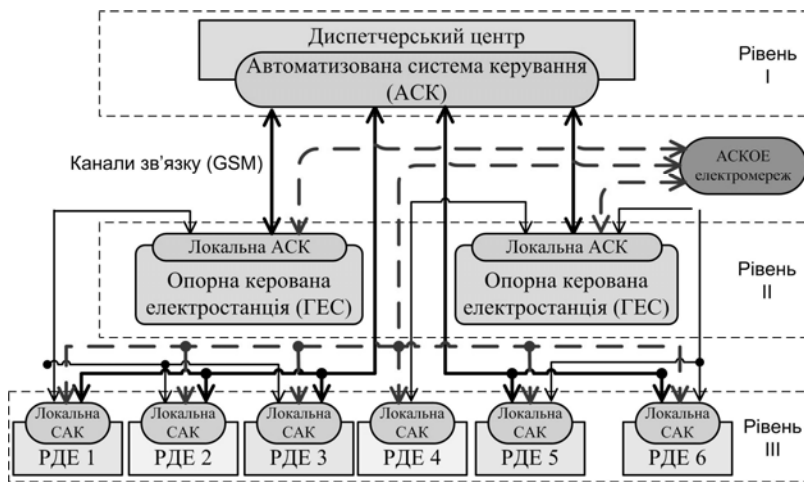 Диспетчерський центр
Автоматизована система керування
(АСК)
Рівень
I
Канали зв'язку (GSM)
АСКОЕ
електромереж
Локальна АСК
Опорна керована
електростанція (ГЕС)
Локальна АСК
Опорна керована
електростанція (ГЕС)
Рівень
II
Локальна
САК
РДЕ 1
Локальна
САК
РДЕ 2
Локальна
САК
РДЕ 3
Локальна
САК
РДЕ 4
Локальна
САК
РДЕ 5
Локальна
САК
РДЕ 6
Рівень
III